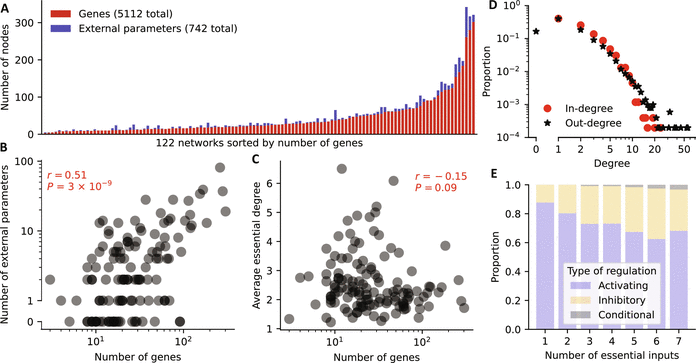 A
Genes (5112 total)
External parameters (742 total)
Number of nodes
300
200
100
0
122 networks sorted by number of genes
B
r = 0.51
P = 3 × 10⁻⁹
Number of external parameters
100
10
1
0
10¹
10²
Number of genes
C
r = −0.15
P = 0.09
Average essential degree
6
5
4
3
2
1
10¹
10²
Number of genes
D
Proportion
10⁰
10⁻¹
10⁻²
10⁻³
10⁻⁴
In-degree
Out-degree
0
1
2
5
10
20
50
Degree
E
Proportion
1.0
0.8
0.6
0.4
0.2
0.0
Type of regulation
Activating
Inhibitory
Conditional
1 2 3 4 5 6 7
Number of essential inputs